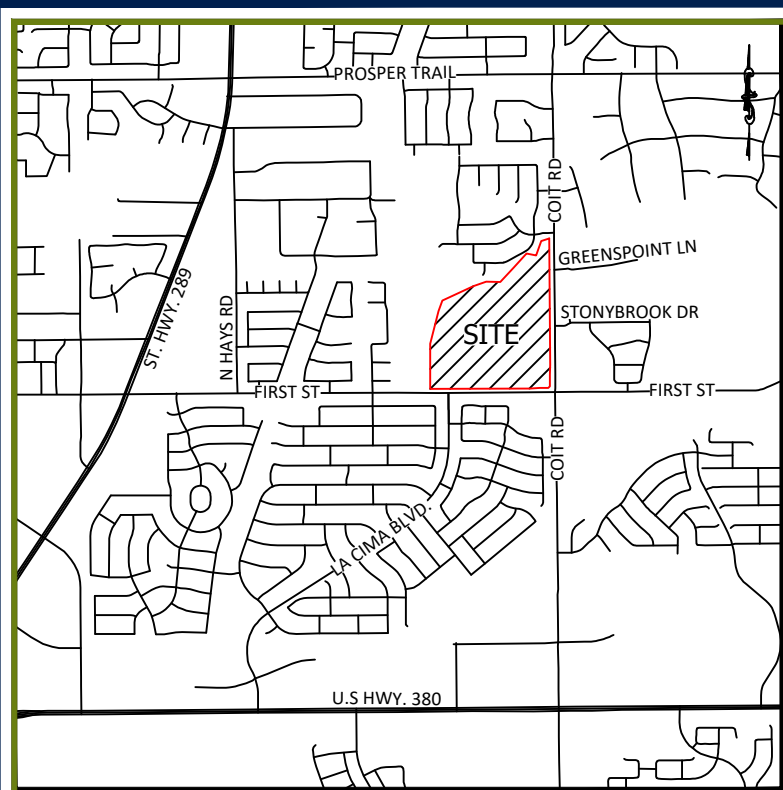 PROSPER TRAIL
COIT RD
GREENSPOINT LN
ST. HWY. 289
N HAYS RD
STONYBROOK DR
SITE
FIRST ST
FIRST ST
COIT RD
LA CIMA BLVD.
U.S HWY. 380